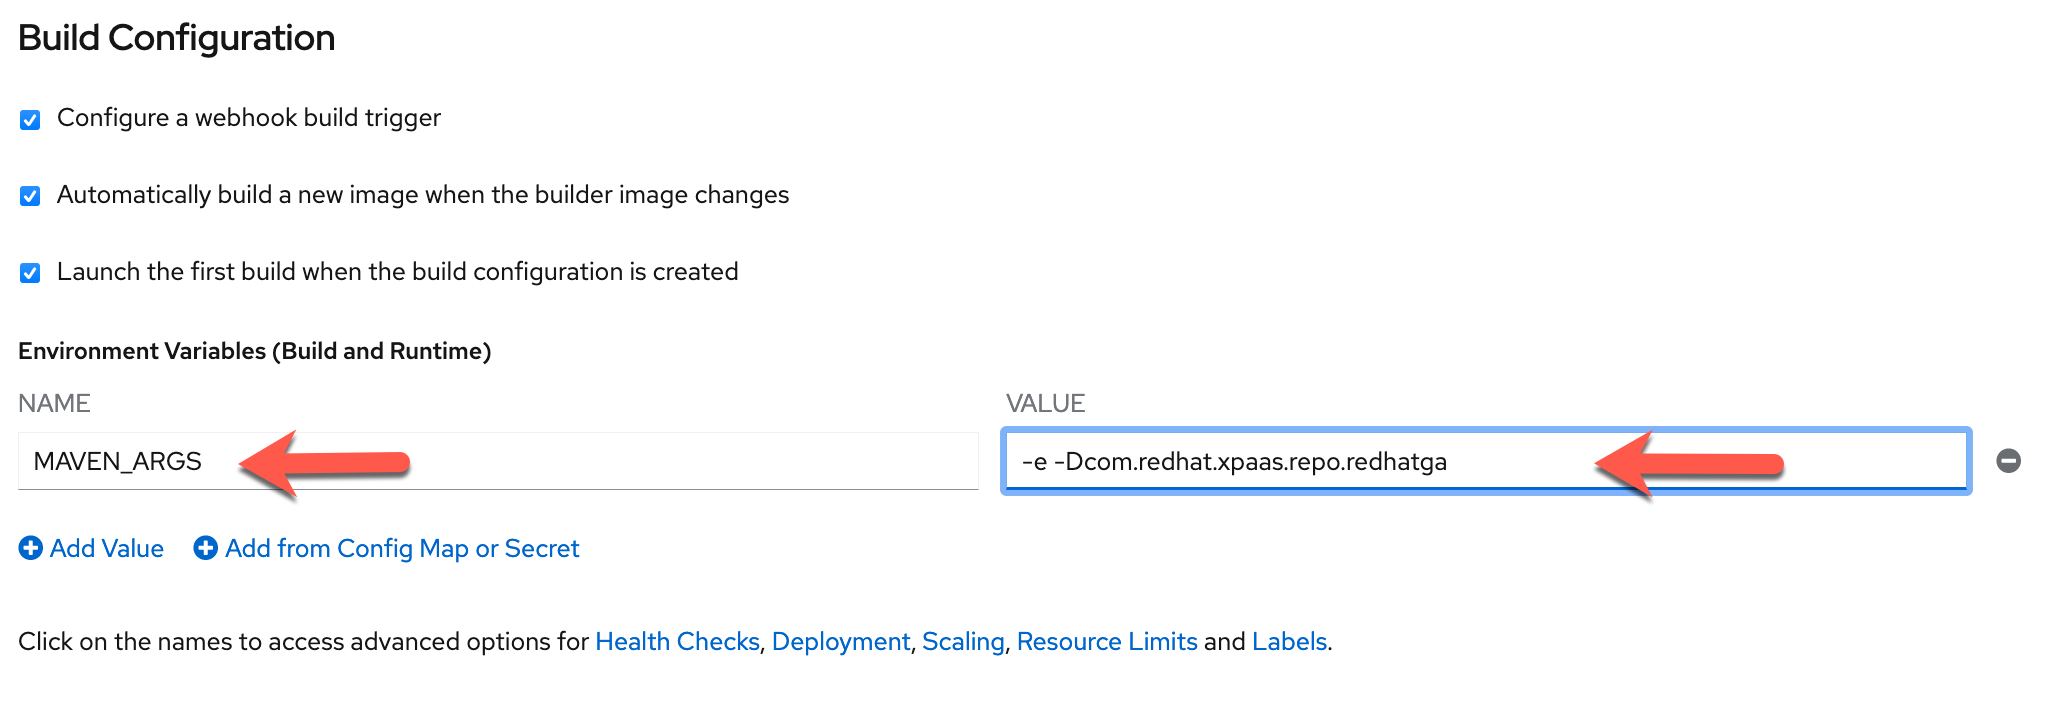 Build Configuration
Configure a webhook build trigger
Automatically build a new image when the builder image changes
Launch the first build when the build configuration is created
Environment Variables (Build and Runtime)
NAME VALUE
MAVEN_ARGS -e -Dcom.redhat.xpaas.repo.redhatga
Add Value Add from Config Map or Secret
Click on the names to access advanced options for Health Checks, Deployment, Scaling, Resource Limits and Labels.